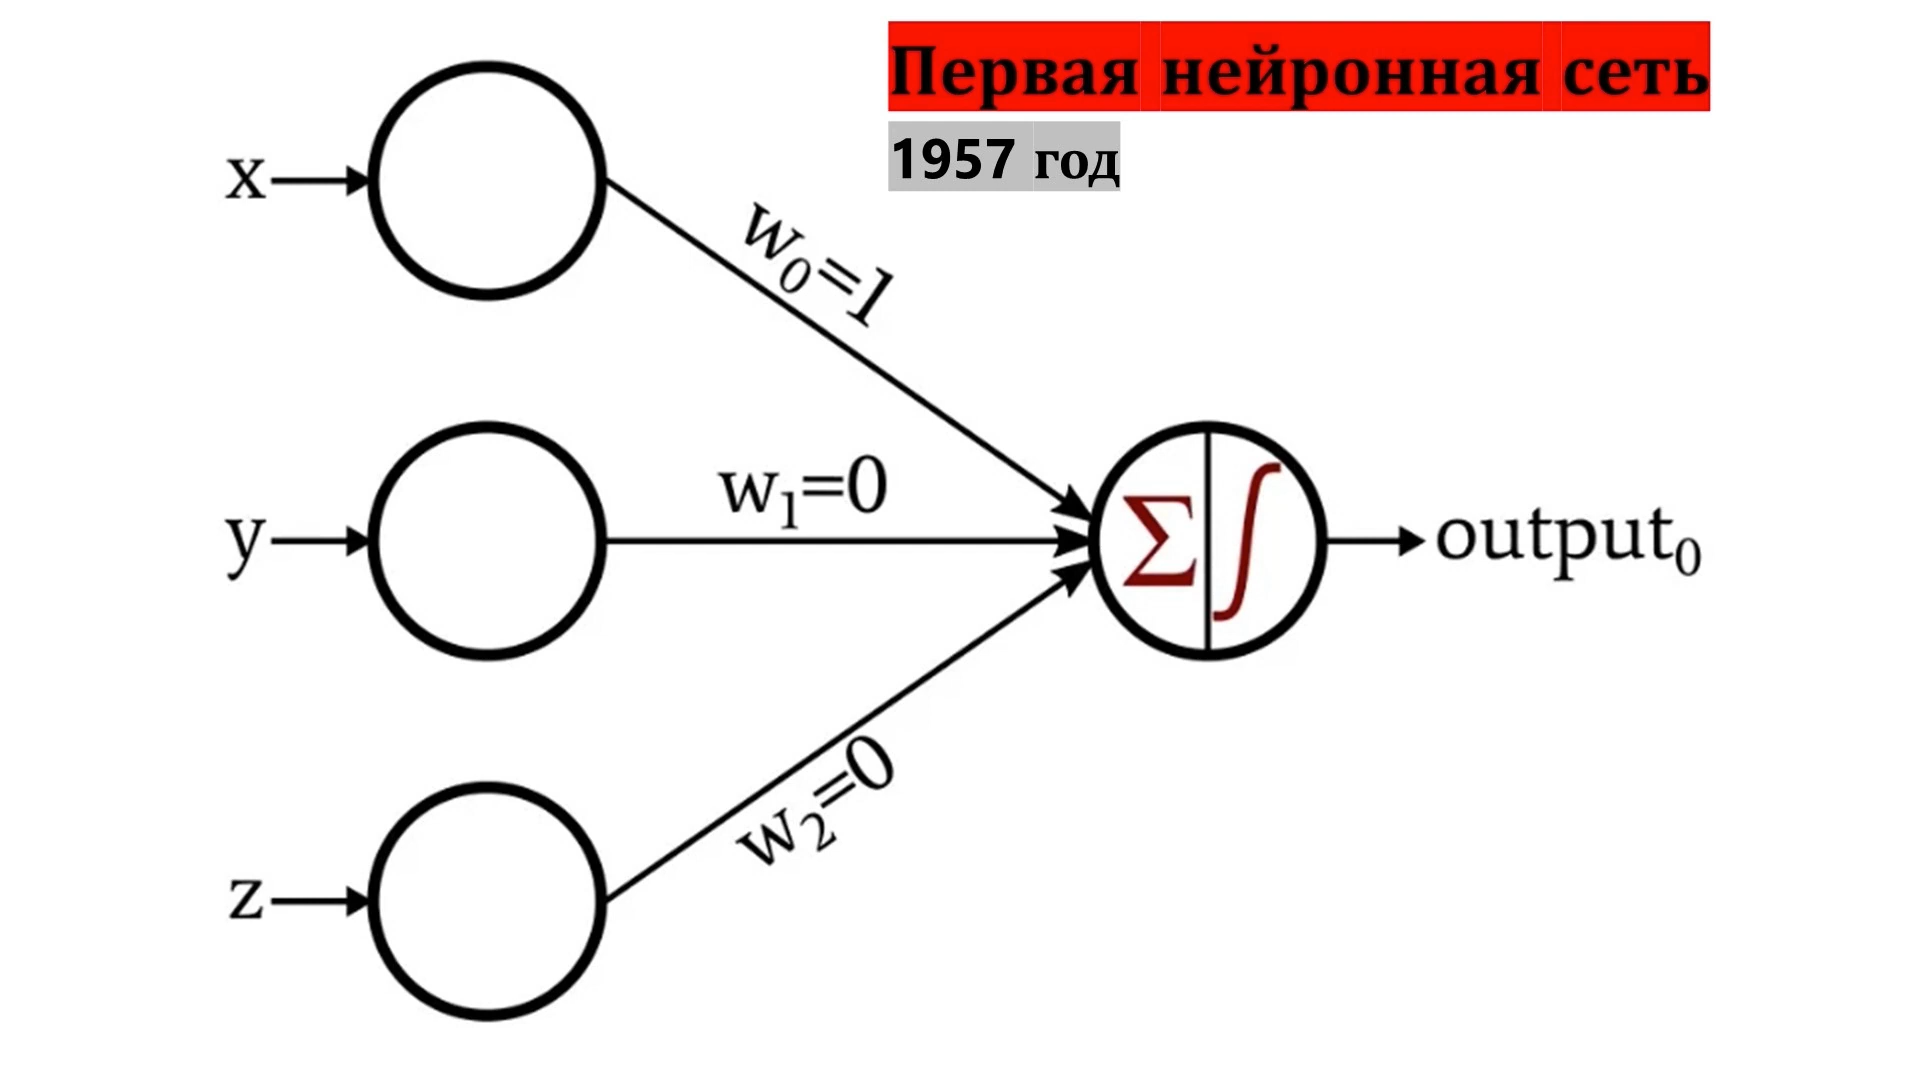 Первая нейронная сеть
1957 год
x
w₀=1
y
w₁=0
Σ ∫
output₀
z
w₂=0